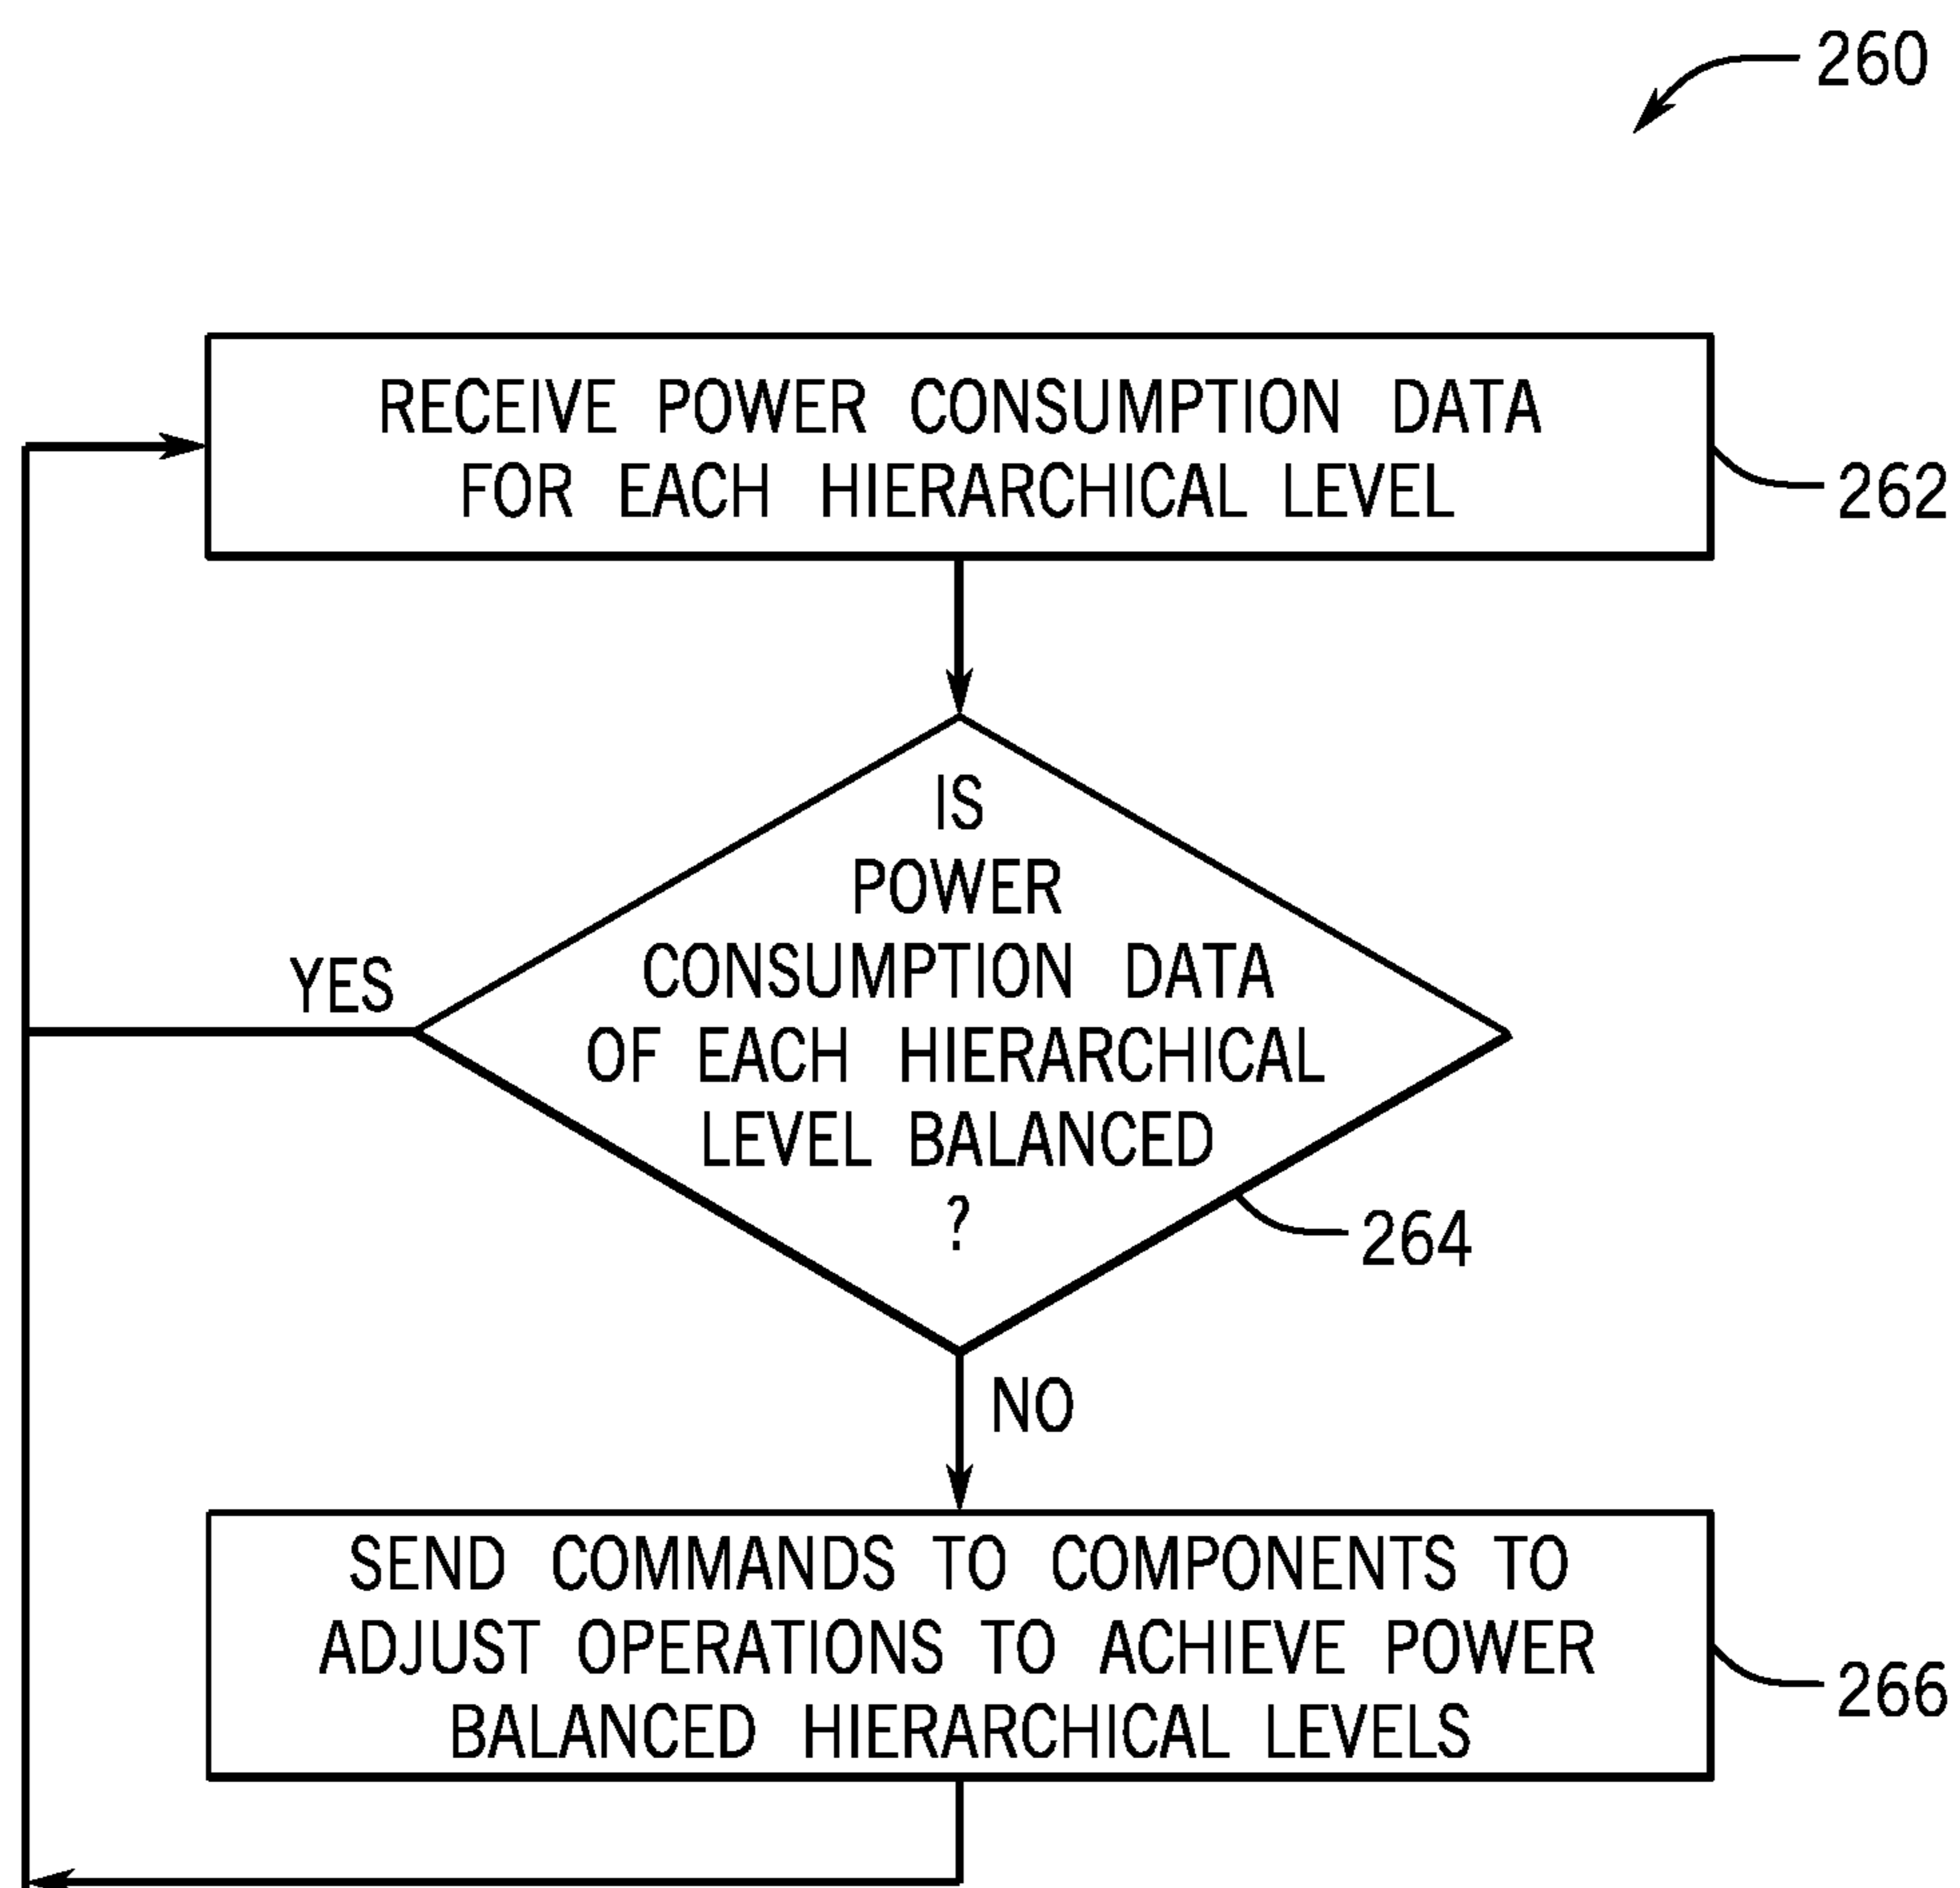 260
RECEIVE POWER CONSUMPTION DATA
FOR EACH HIERARCHICAL LEVEL
262
IS
POWER
CONSUMPTION DATA
OF EACH HIERARCHICAL
LEVEL BALANCED
?
YES
264
NO
SEND COMMANDS TO COMPONENTS TO
ADJUST OPERATIONS TO ACHIEVE POWER
BALANCED HIERARCHICAL LEVELS
266